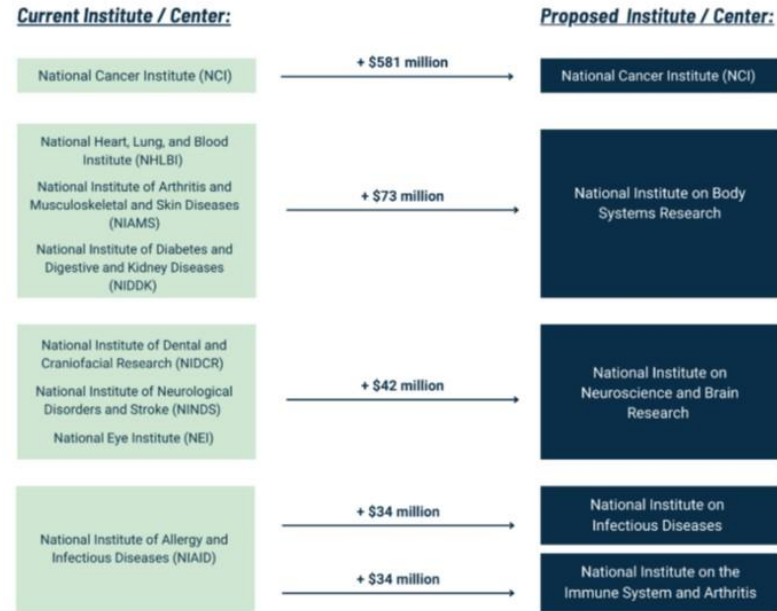 Current Institute / Center:
Proposed Institute / Center:
National Cancer Institute (NCI)
+ $581 million
National Cancer Institute (NCI)
National Heart, Lung, and Blood
Institute (NHLBI)
National Institute of Arthritis and
Musculoskeletal and Skin Diseases
(NIAMS)
National Institute of Diabetes and
Digestive and Kidney Diseases
(NIDDK)
+ $73 million
National Institute on Body
Systems Research
National Institute of Dental and
Craniofacial Research (NIDCR)
National Institute of Neurological
Disorders and Stroke (NINDS)
National Eye Institute (NEI)
+ $42 million
National Institute on
Neuroscience and Brain
Research
National Institute of Allergy and
Infectious Diseases (NIAID)
+ $34 million
National Institute on
Infectious Diseases
+ $34 million
National Institute on the
Immune System and Arthritis